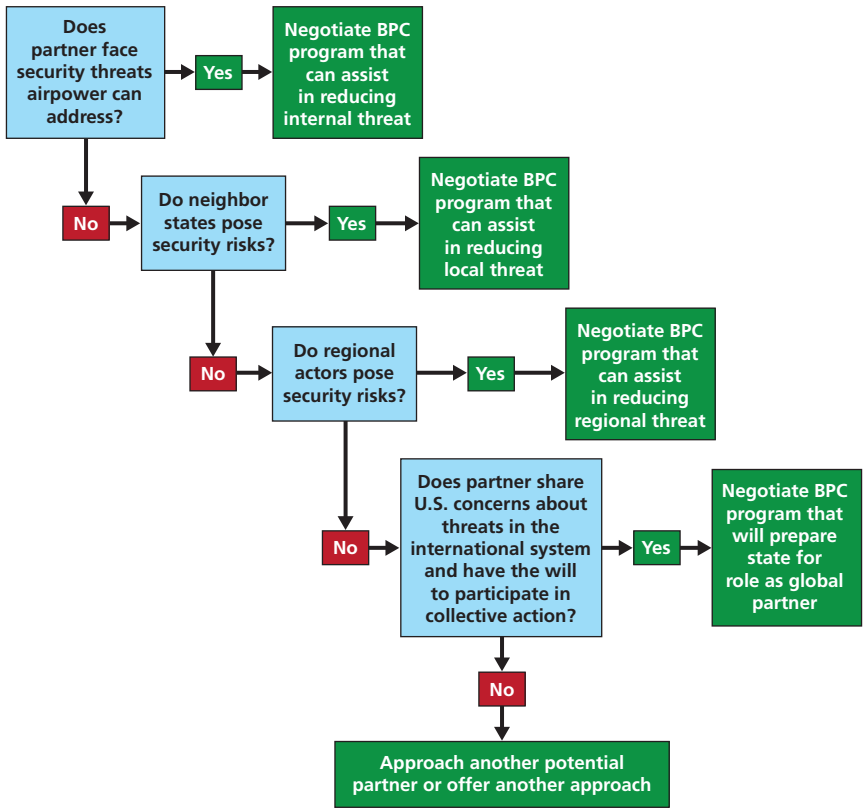 Does
partner face
security threats
airpower can
address?
Yes
Negotiate BPC
program that
can assist
in reducing
internal threat
No
Do neighbor
states pose
security risks?
Yes
Negotiate BPC
program that
can assist
in reducing
local threat
No
Do regional
actors pose
security risks?
Yes
Negotiate BPC
program that
can assist
in reducing
regional threat
No
Does partner share
U.S. concerns about
threats in the
international system
and have the will
to participate in
collective action?
Yes
Negotiate BPC
program that
will prepare
state for
role as global
partner
No
Approach another potential
partner or offer another approach